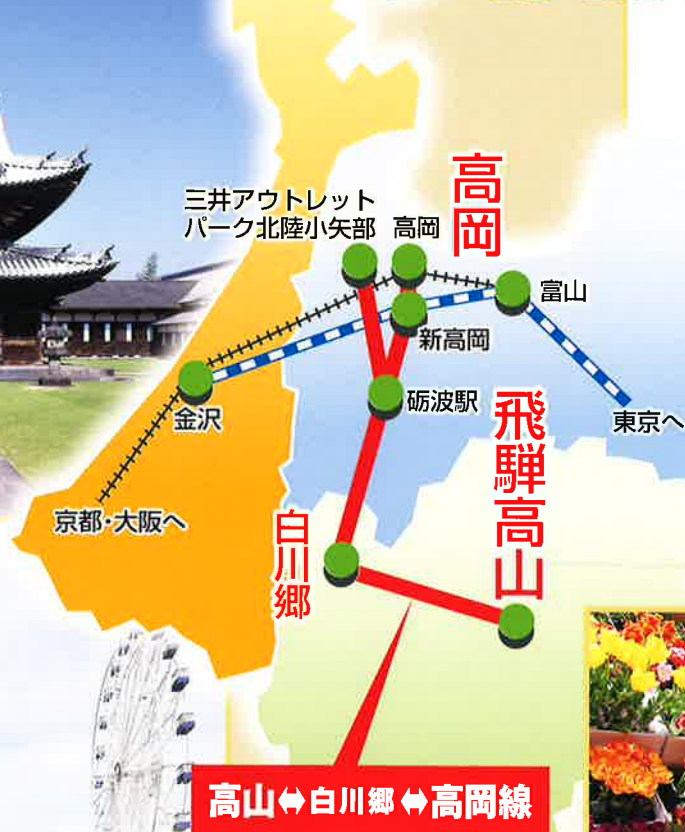 高岡
三井アウトレット
パーク北陸小矢部
高岡
富山
新高岡
金沢
砺波駅
東京へ
飛騨高山
京都・大阪へ
白川郷
高山⇔白川郷⇔高岡線